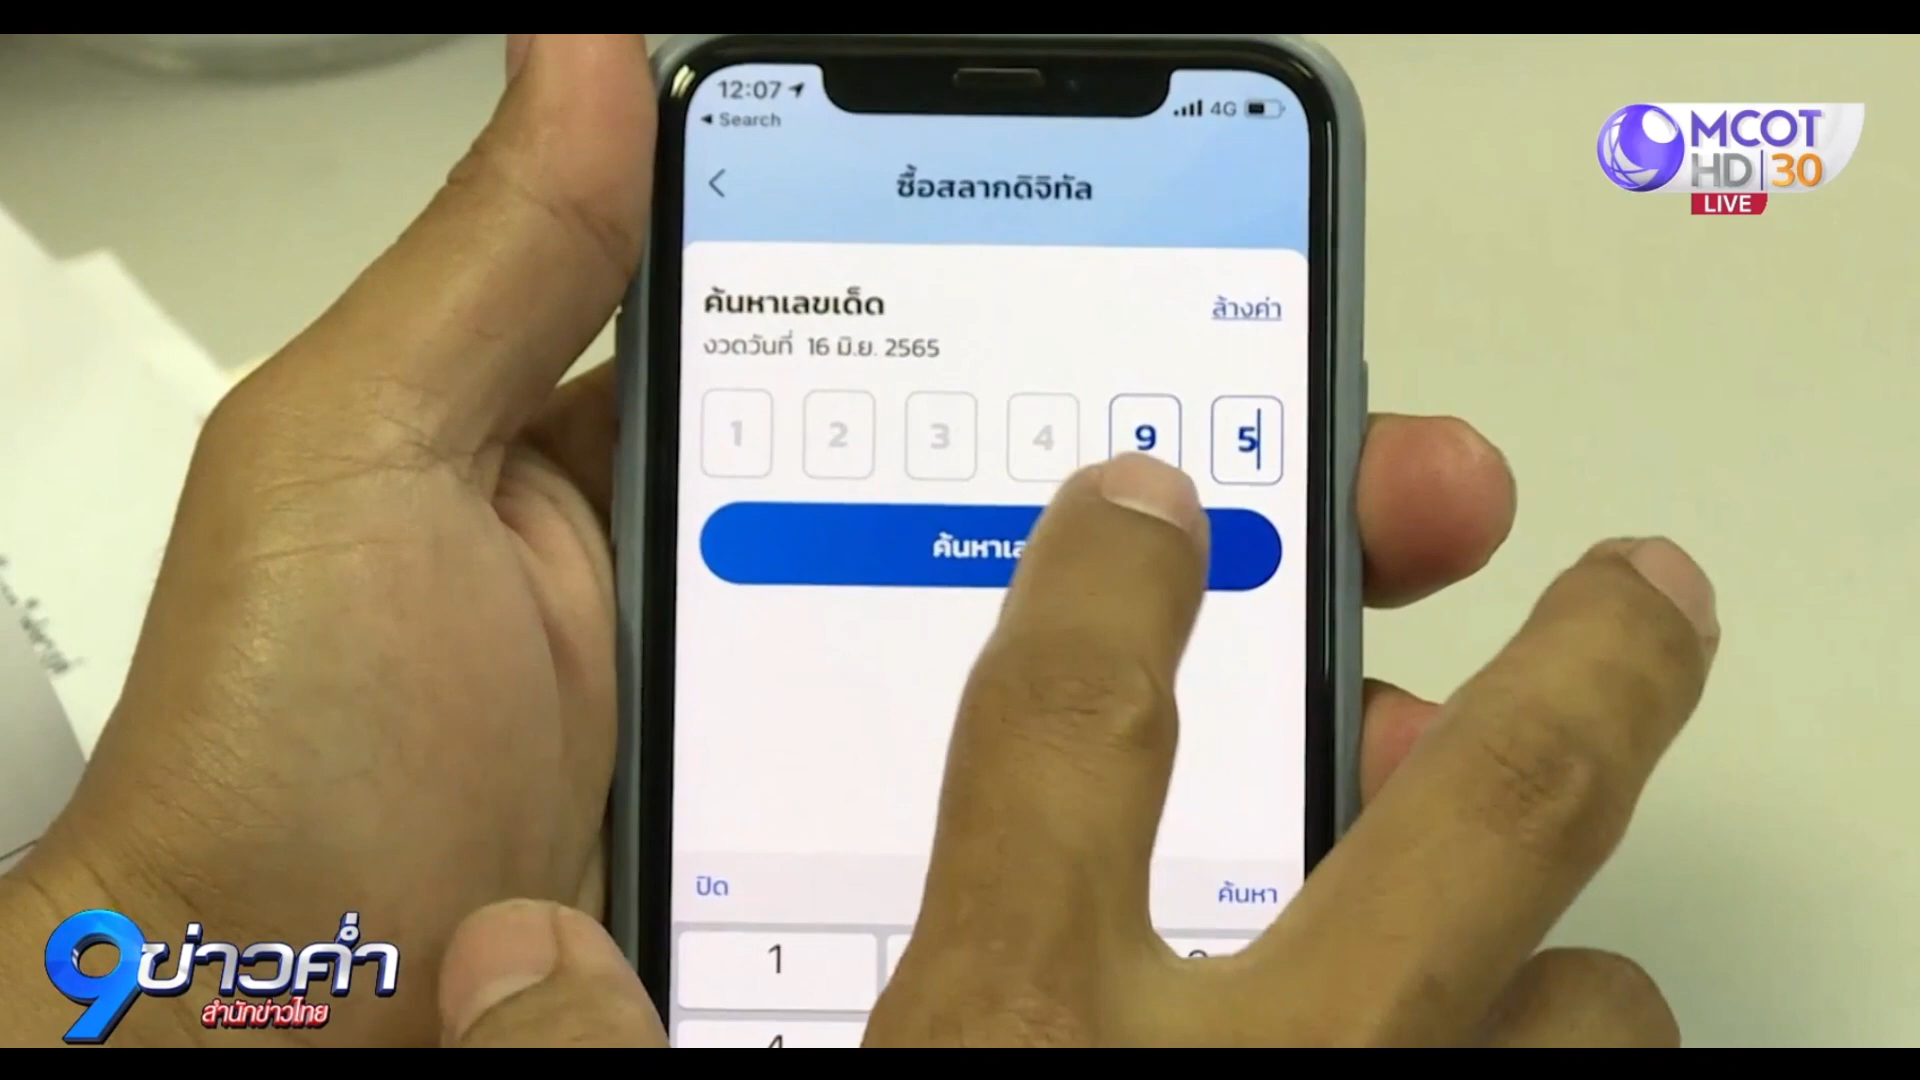 12:07
4G
Search
ซื้อสลากดิจิทัล
ค้นหาเลขเด็ด
ล้างค่า
งวดวันที่ 16 มิ.ย. 2565
1 2 3 4 9 5
ปิด
ค้นหา
1
4
MCOT
HD 30
LIVE
9ข่าวค่ำ
สำนักข่าวไทย